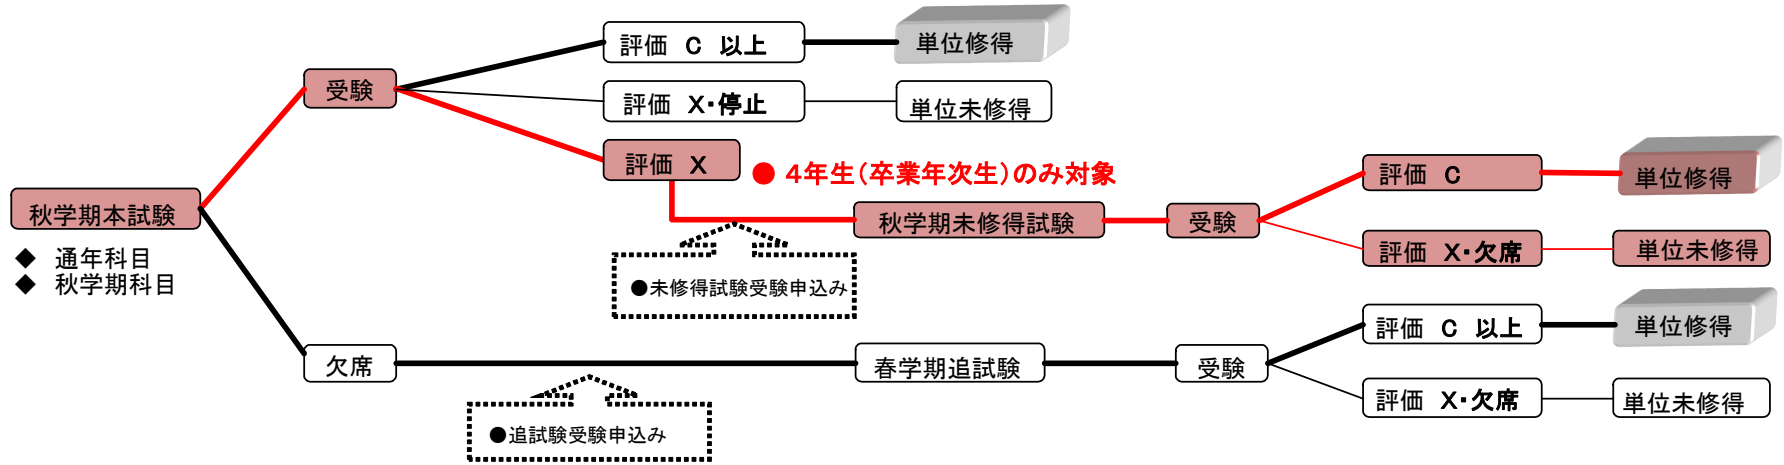 評価 C 以上
単位修得
受験
評価 X・停止
単位未修得
評価 X
● 4年生(卒業年次生)のみ対象
評価 C
単位修得
秋学期本試験
秋学期未修得試験
受験
◆ 通年科目
◆ 秋学期科目
評価 X・欠席
単位未修得
●未修得試験受験申込み
評価 C 以上
単位修得
欠席
春学期追試験
受験
評価 X・欠席
単位未修得
●追試験受験申込み